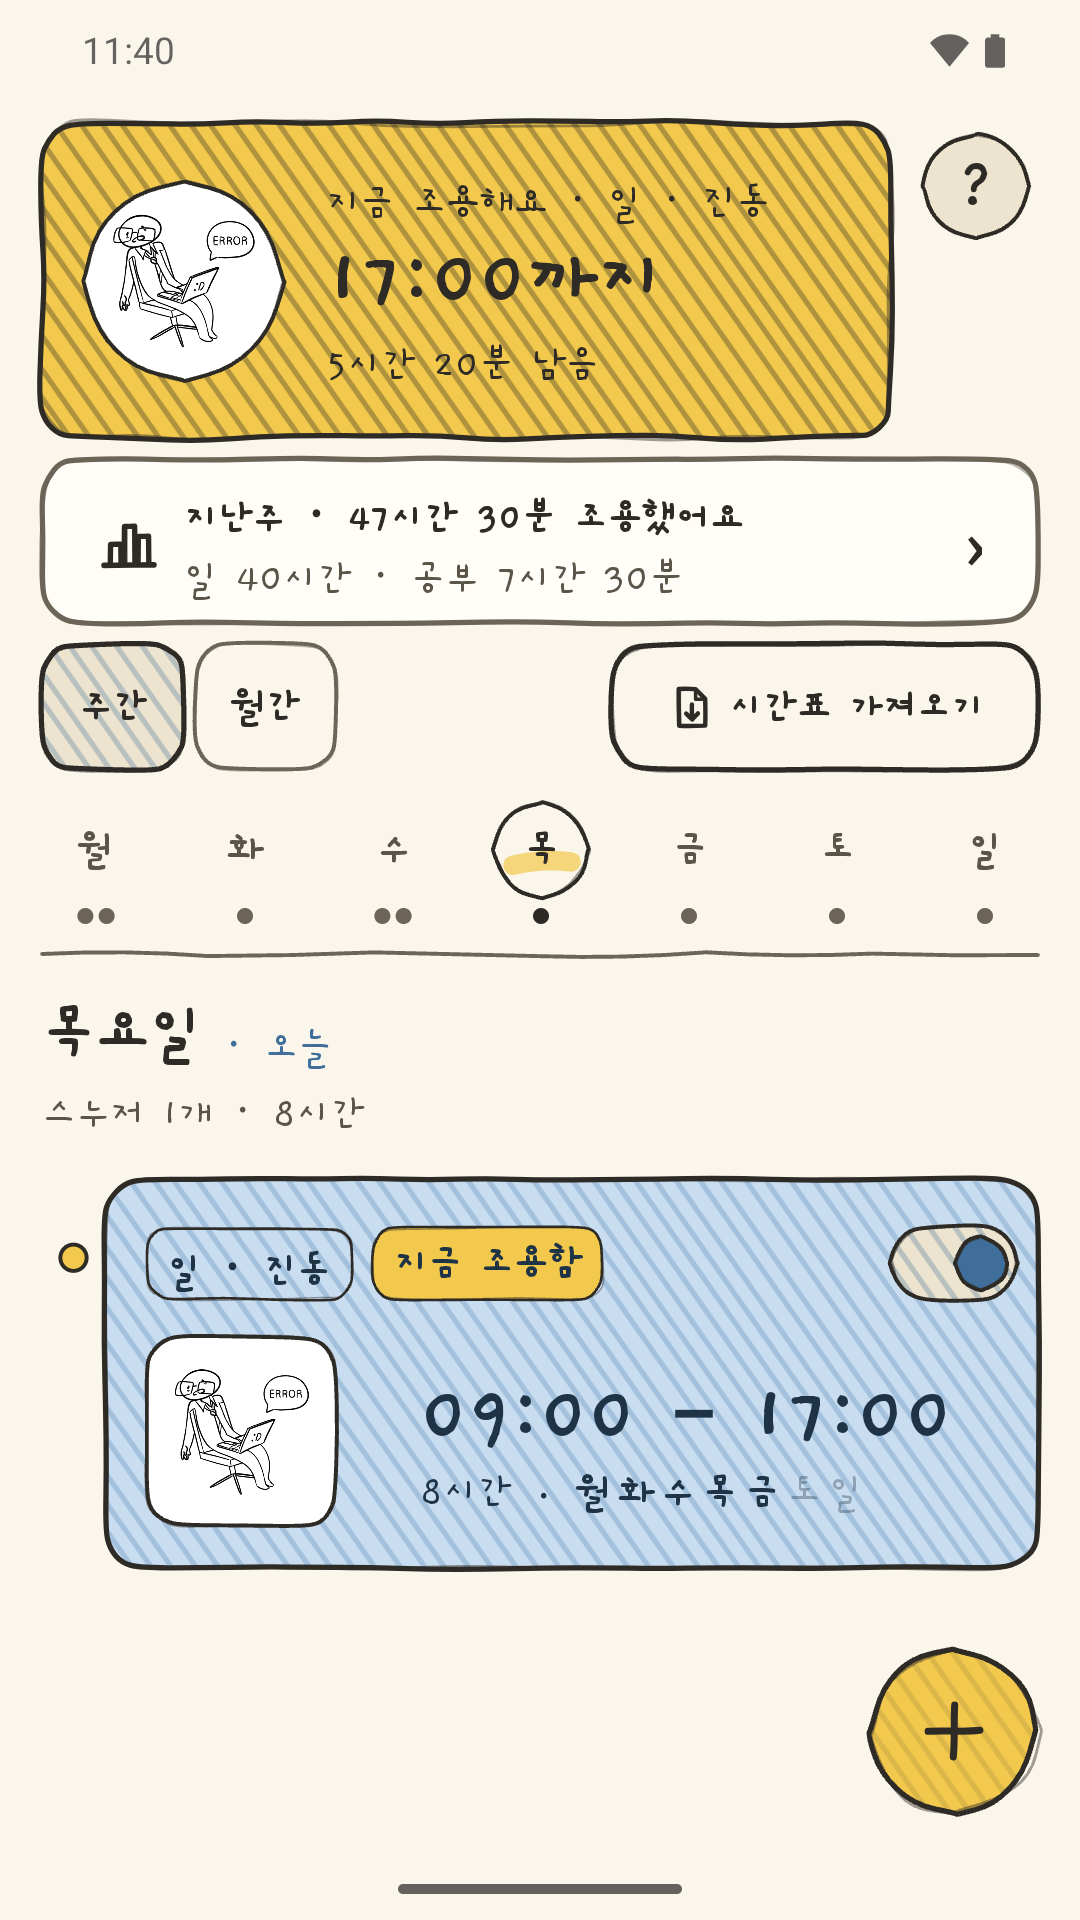 11:40
지금 조용해요 · 일 · 진동
17:00까지
5시간 20분 남음
ERROR
:D
?
지난주 · 47시간 30분 조용했어요
일 40시간 · 공부 7시간 30분
주간 월간 시간표 가져오기
월 화 수 목 금 토 일
목요일 · 오늘
스누저 1개 · 8시간
일 · 진동 지금 조용함
ERROR
:D
09:00 – 17:00
8시간 · 월 화 수 목 금 토 일